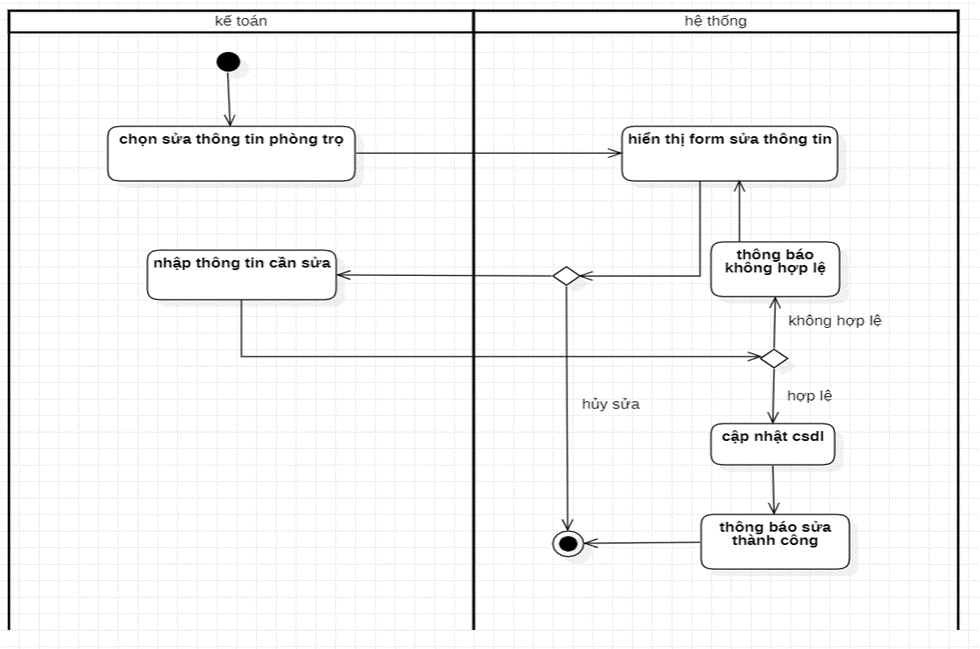 kế toán
hệ thống
chọn sửa thông tin phòng trọ
hiển thị form sửa thông tin
nhập thông tin cần sửa
thông báo
không hợp lệ
không hợp lệ
hợp lệ
hủy sửa
cập nhật csdl
thông báo sửa
thành công